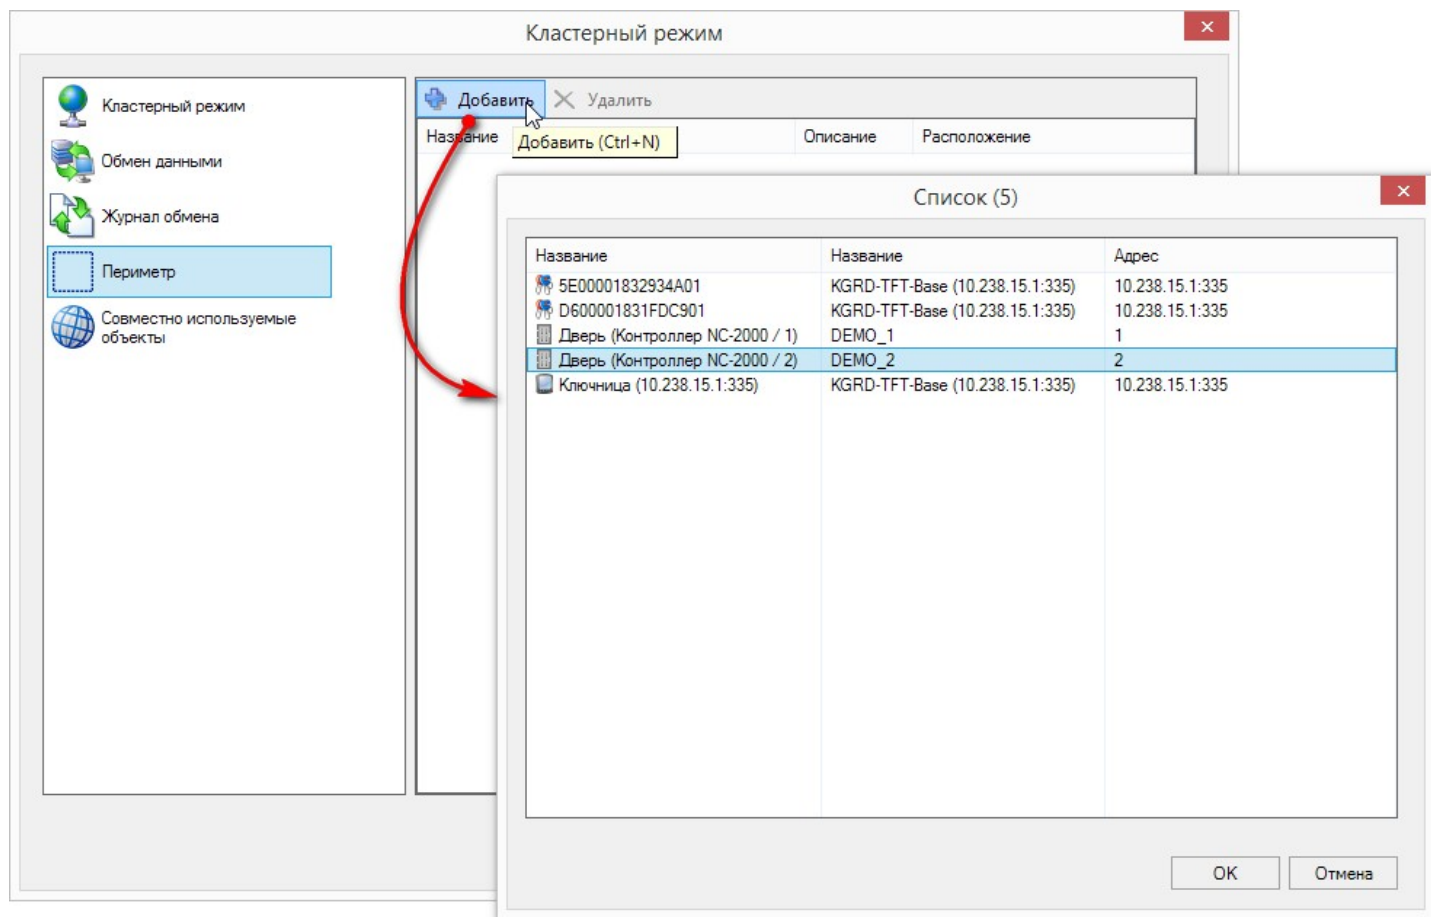 Кластерный режим
Кластерный режим
Обмен данными
Журнал обмена
Периметр
Совместно используемые
объекты
Добавить Удалить
Название Описание Расположение
Добавить (Ctrl+N)
Список (5)
Название Название Адрес
5E00001832934A01 KGRD-TFT-Base (10.238.15.1:335) 10.238.15.1:335
D600001831FDC901 KGRD-TFT-Base (10.238.15.1:335) 10.238.15.1:335
Дверь (Контроллер NC-2000 / 1) DEMO_1 1
Дверь (Контроллер NC-2000 / 2) DEMO_2 2
Ключница (10.238.15.1:335) KGRD-TFT-Base (10.238.15.1:335) 10.238.15.1:335
OK Отмена